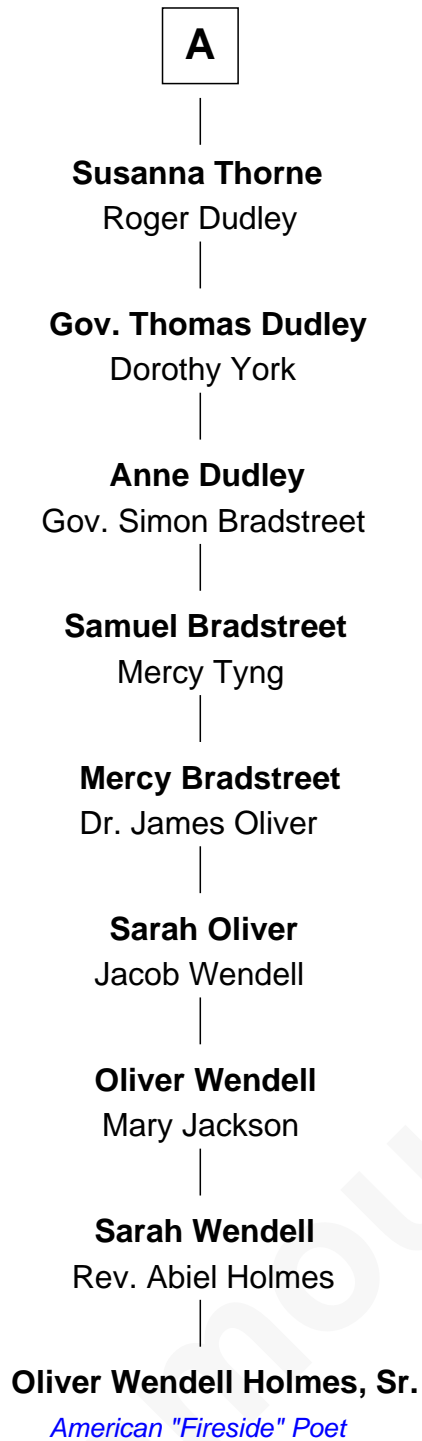 A
Susanna Thorne
Roger Dudley
Gov. Thomas Dudley
Dorothy York
Anne Dudley
Gov. Simon Bradstreet
Samuel Bradstreet
Mercy Tyng
Mercy Bradstreet
Dr. James Oliver
Sarah Oliver
Jacob Wendell
Oliver Wendell
Mary Jackson
Sarah Wendell
Rev. Abiel Holmes
Oliver Wendell Holmes, Sr.
American "Fireside" Poet